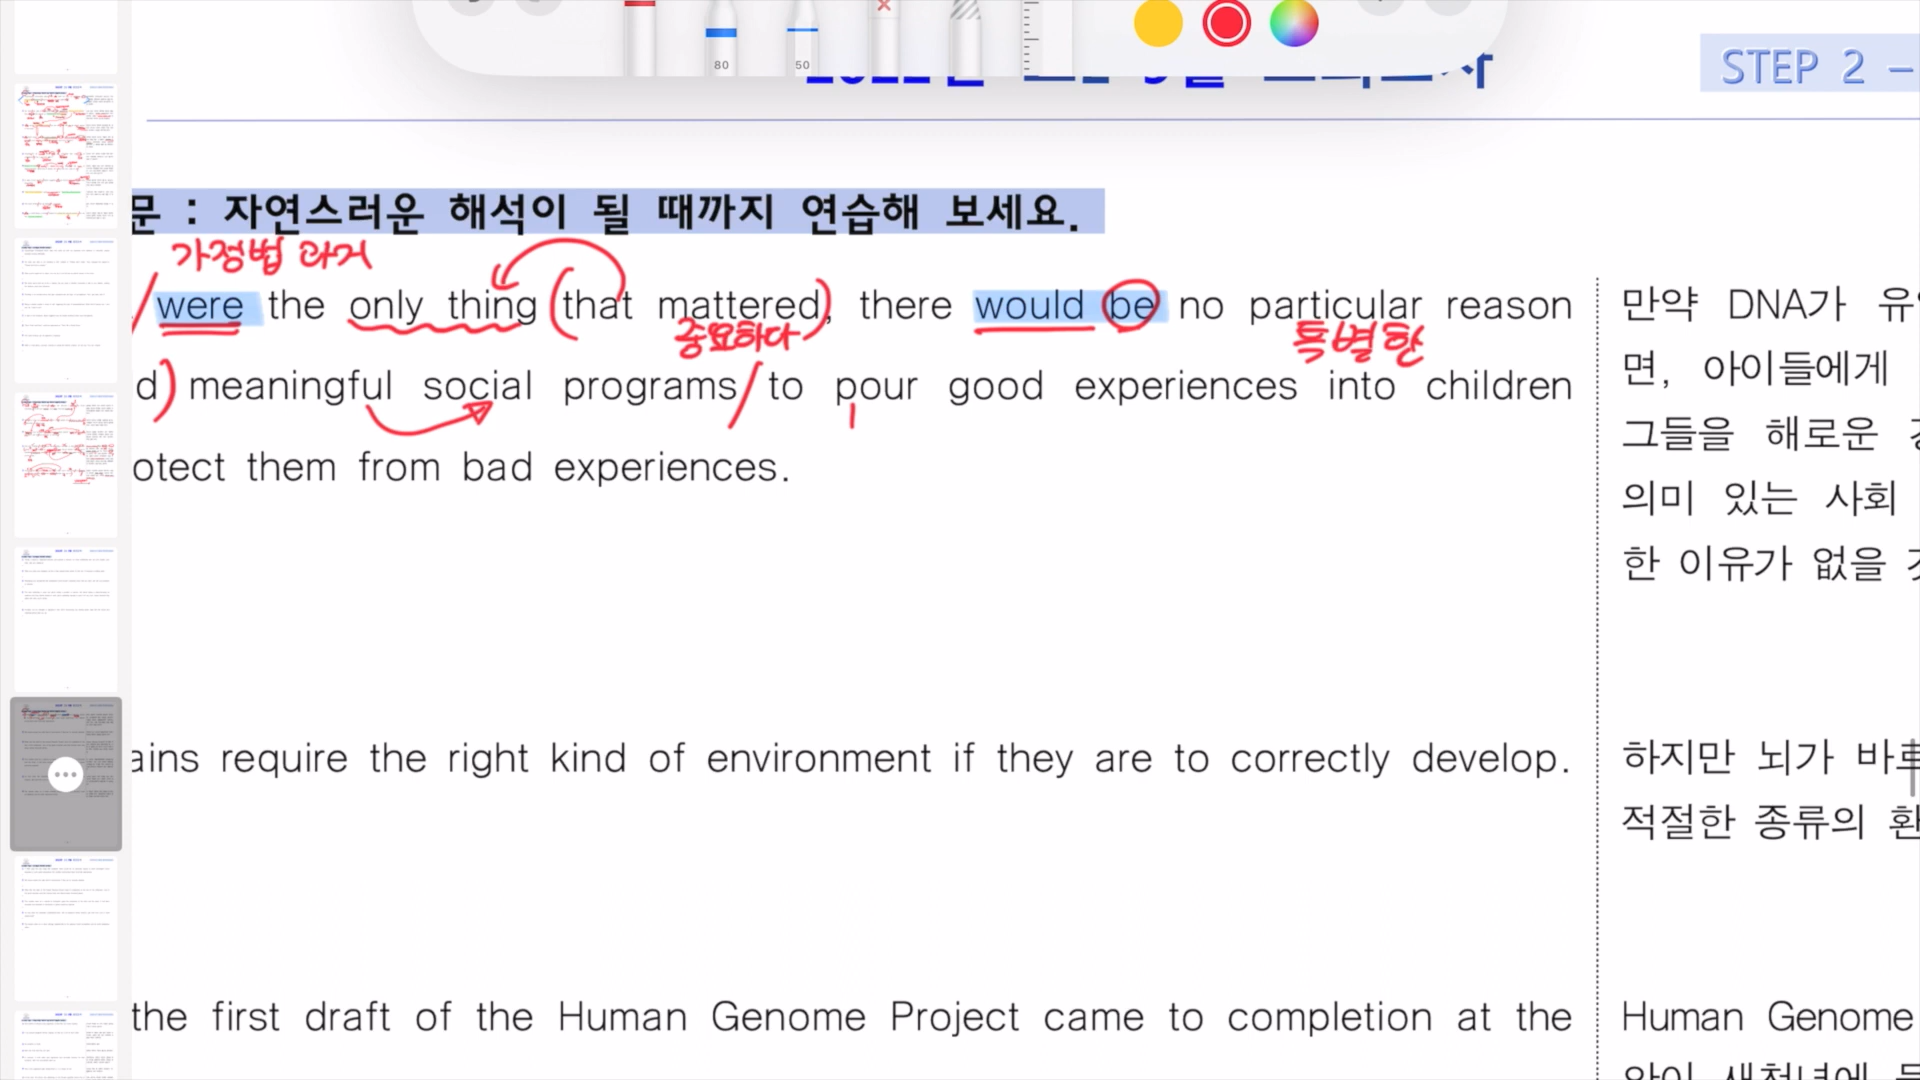 80
50
STEP 2 –
문 : 자연스러운 해석이 될 때까지 연습해 보세요.
가정법 과거
were the only thing (that mattered), there would be no particular reason
중요하다
특별한
d) meaningful social programs / to pour good experiences into children
otect them from bad experiences.
만약 DNA가
면, 아이들에게
그들을 해로운
의미 있는 사회
한 이유가 없을
ains require the right kind of environment if they are to correctly develop.
하지만 뇌가
적절한 종류의
the first draft of the Human Genome Project came to completion at the
Human Genome